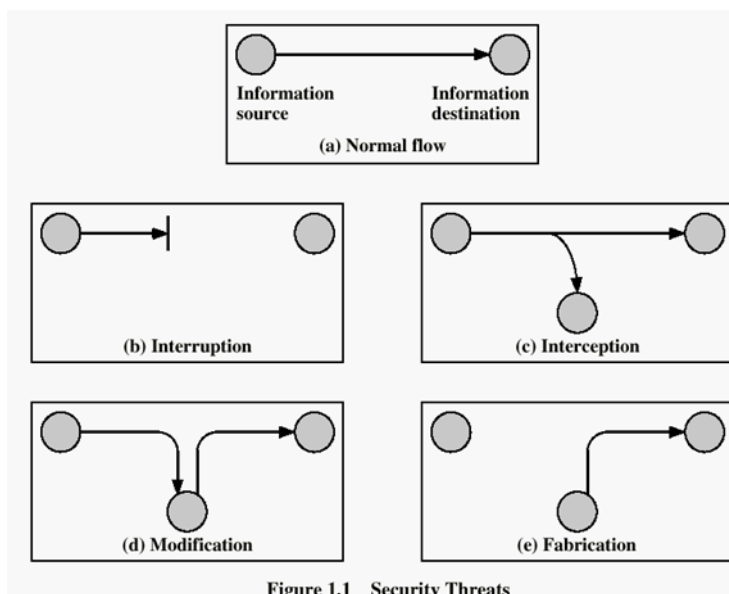 Information
source
Information
destination
(a) Normal flow
(b) Interruption
(c) Interception
(d) Modification
(e) Fabrication
Figure 1.1 Security Threats